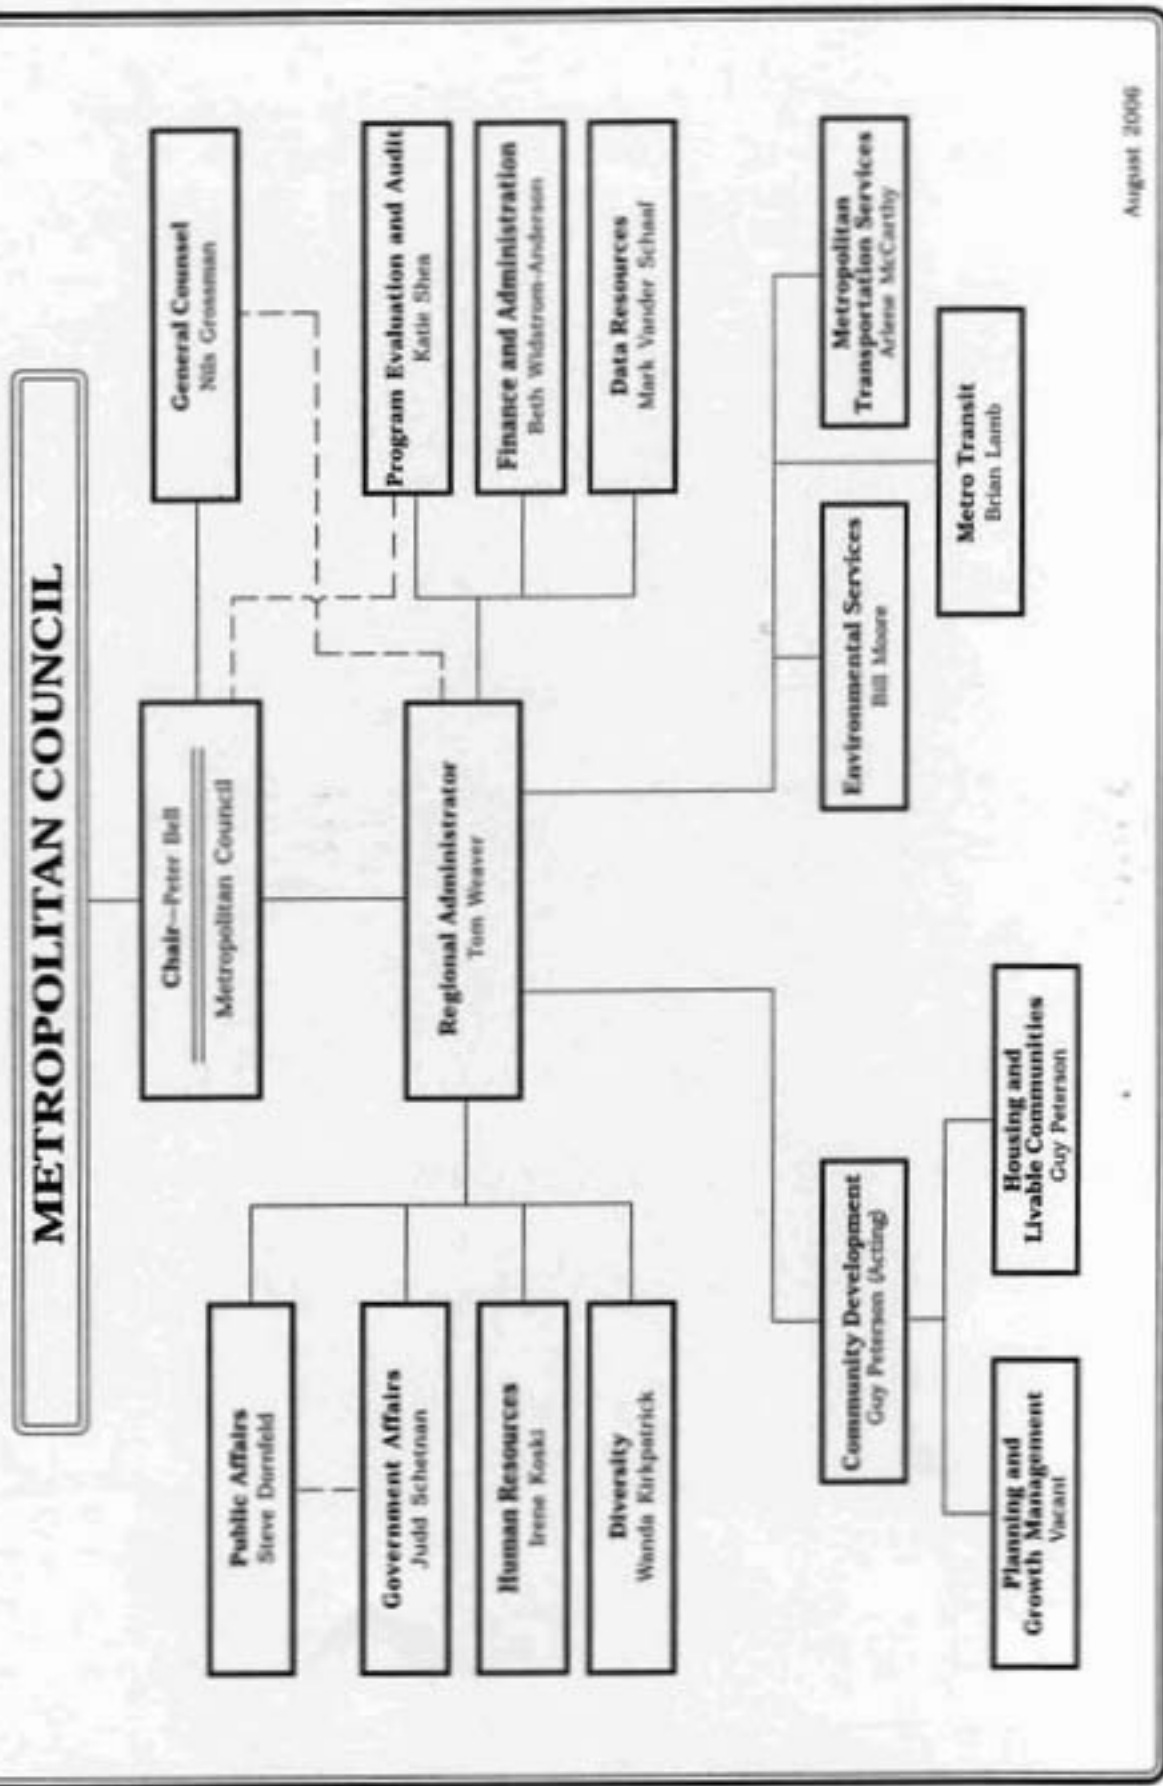 METROPOLITAN COUNCIL
Chair—Peter Bell
Metropolitan Council
General Counsel
Nils Grossman
Regional Administrator
Tom Weaver
Public Affairs
Steve Dornfeld
Government Affairs
Judd Schetnan
Human Resources
Irene Koski
Diversity
Wanda Kirkpatrick
Program Evaluation and Audit
Katie Shea
Finance and Administration
Beth Widstrom-Anderson
Data Resources
Mark Vander Schaaf
Community Development
Guy Peterson (Acting)
Planning and
Growth Management
Vacant
Housing and
Livable Communities
Guy Peterson
Environmental Services
Bill Moore
Metropolitan
Transportation Services
Arlene McCarthy
Metro Transit
Brian Lamb
August 2006